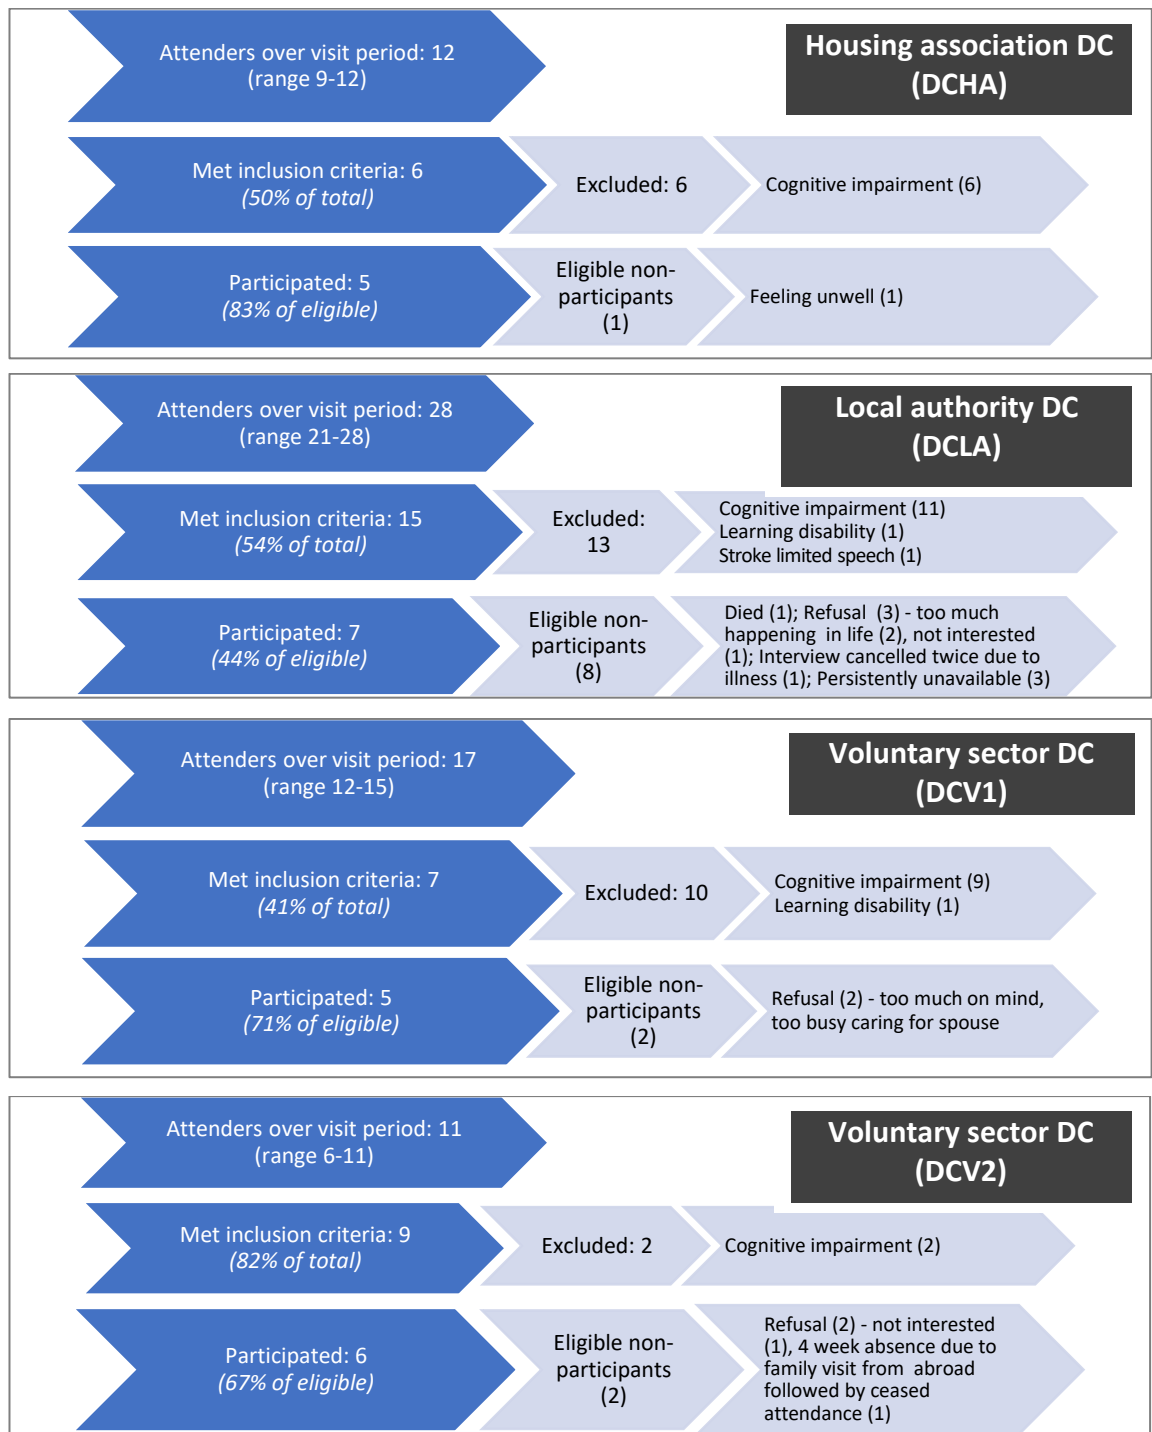 Attenders over visit period: 12
(range 9-12)
Housing association DC
(DCHA)
Met inclusion criteria: 6
(50% of total)
Excluded: 6
Cognitive impairment (6)
Participated: 5
(83% of eligible)
Eligible non-
participants
(1)
Feeling unwell (1)
Attenders over visit period: 28
(range 21-28)
Local authority DC
(DCLA)
Met inclusion criteria: 15
(54% of total)
Excluded:
13
Cognitive impairment (11)
Learning disability (1)
Stroke limited speech (1)
Participated: 7
(44% of eligible)
Eligible non-
participants
(8)
Died (1); Refusal (3) - too much
happening in life (2), not interested
(1); Interview cancelled twice due to
illness (1); Persistently unavailable (3)
Attenders over visit period: 17
(range 12-15)
Voluntary sector DC
(DCV1)
Met inclusion criteria: 7
(41% of total)
Excluded: 10
Cognitive impairment (9)
Learning disability (1)
Participated: 5
(71% of eligible)
Eligible non-
participants
(2)
Refusal (2) - too much on mind,
too busy caring for spouse
Attenders over visit period: 11
(range 6-11)
Voluntary sector DC
(DCV2)
Met inclusion criteria: 9
(82% of total)
Excluded: 2
Cognitive impairment (2)
Participated: 6
(67% of eligible)
Eligible non-
participants
(2)
Refusal (2) - not interested
(1), 4 week absence due to
family visit from abroad
followed by ceased
attendance (1)